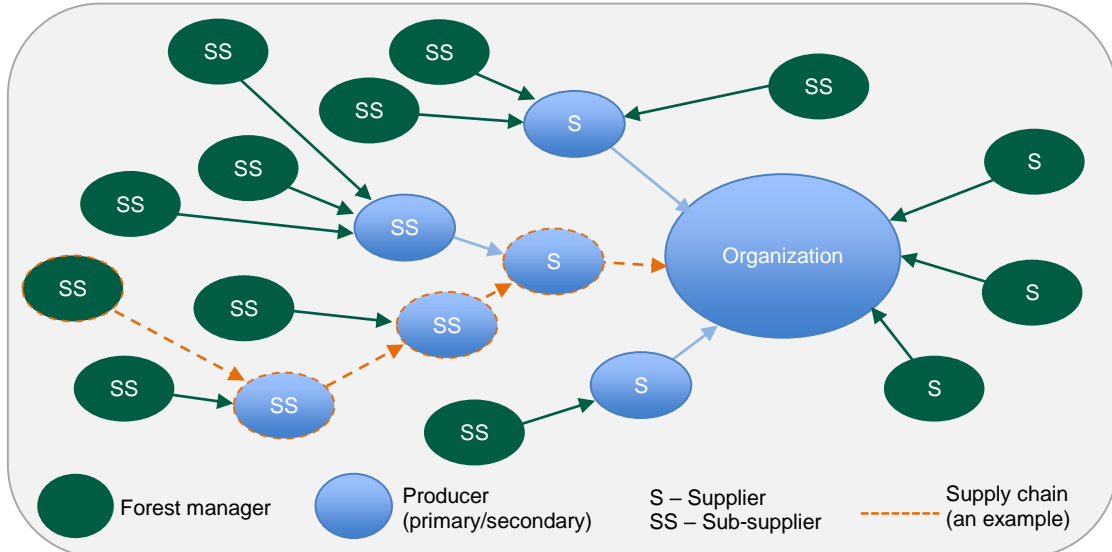 SS
SS
SS
SS
S
SS
S
SS
SS
Organization
S
SS
S
SS
SS
S
SS
S
SS
SS
Forest manager
Producer
(primary/secondary)
S – Supplier
SS – Sub-supplier
Supply chain
(an example)